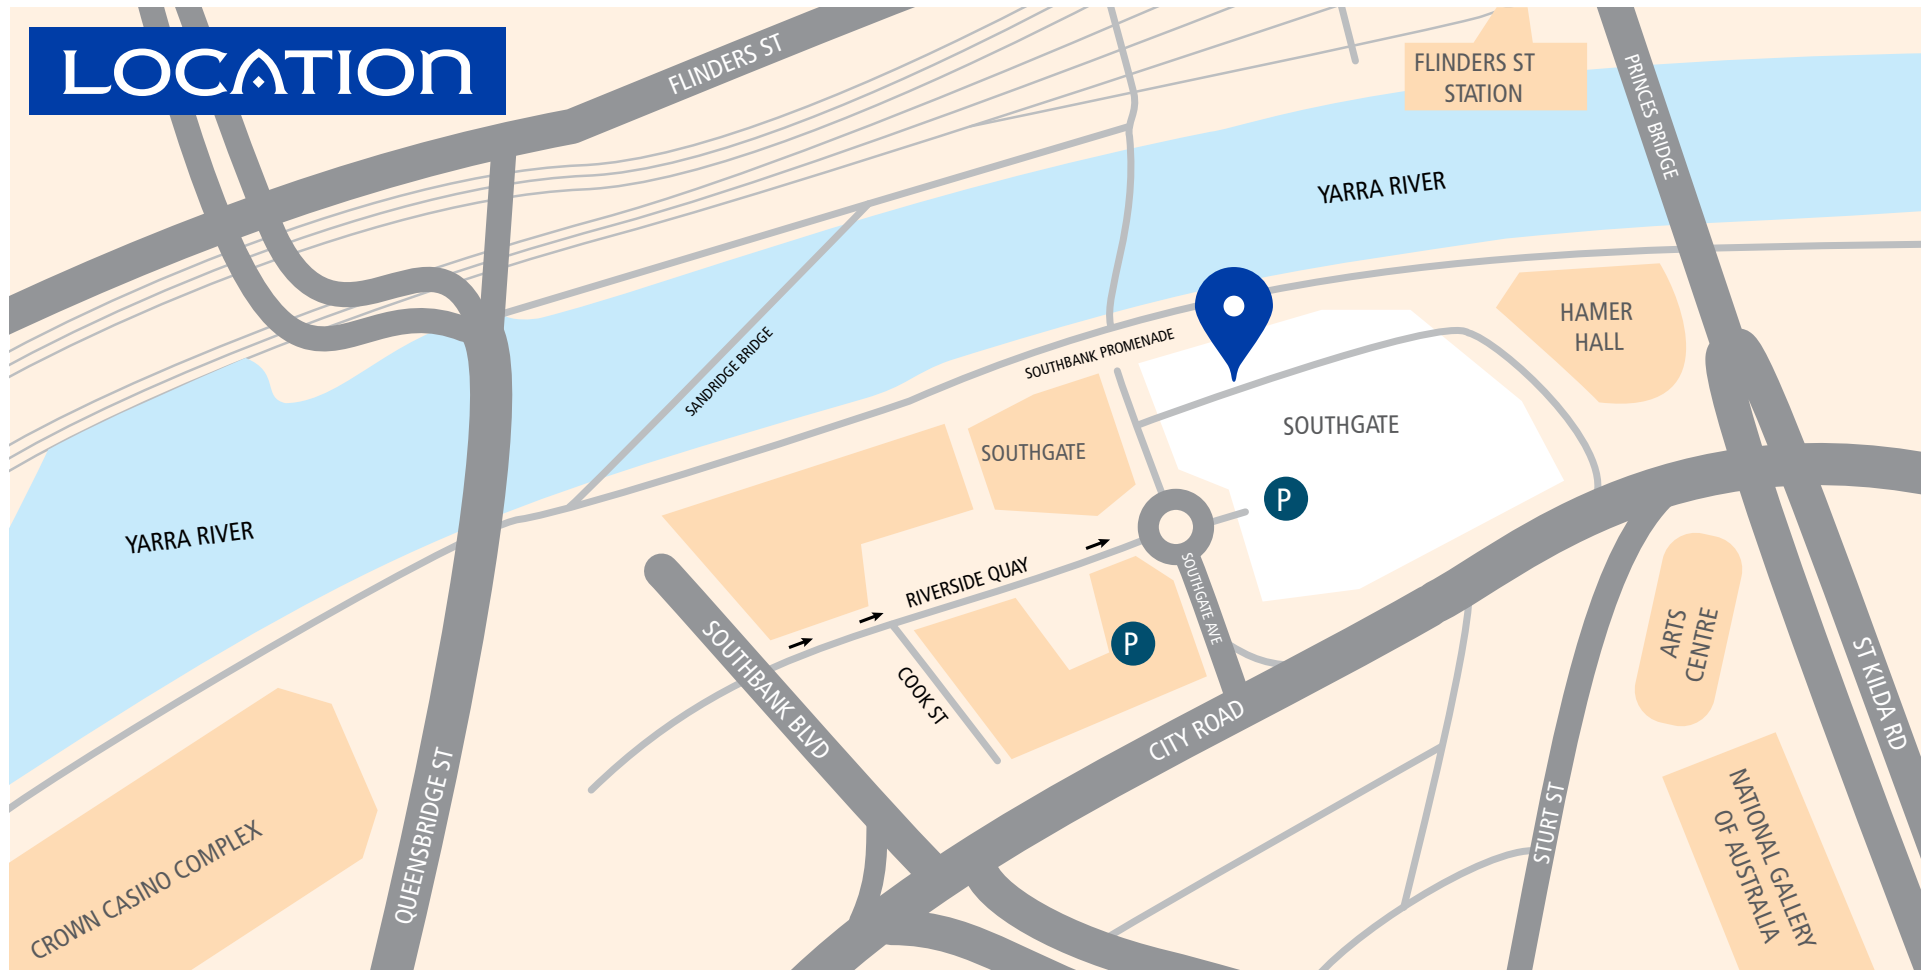 LOCATION
FLINDERS ST
FLINDERS ST
STATION
PRINCES BRIDGE
YARRA RIVER
HAMER
HALL
SANDRIDGE BRIDGE
SOUTHBANK PROMENADE
SOUTHGATE
SOUTHGATE
P
YARRA RIVER
RIVERSIDE QUAY
SOUTHGATE AVE
P
SOUTHBANK BLVD
COOK ST
CITY ROAD
ARTS
CENTRE
ST KILDA RD
QUEENSBRIDGE ST
CROWN CASINO COMPLEX
STURT ST
NATIONAL GALLERY
OF AUSTRALIA